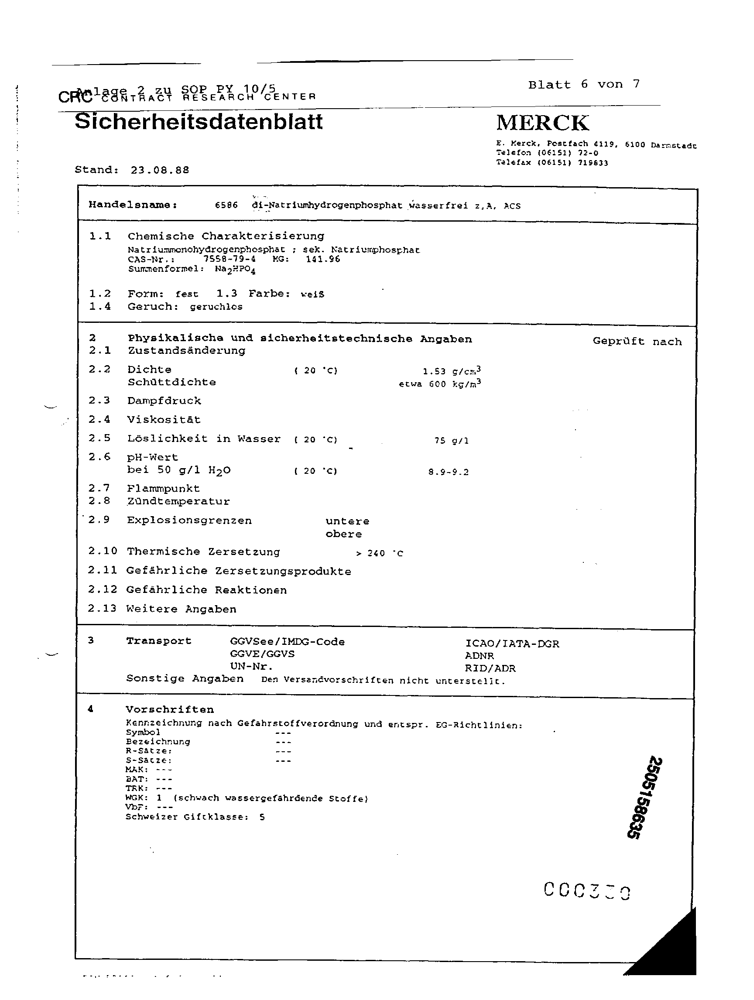 Blatt 6 von 7
Anlage 2 zu SOP PY 10/5
CRC CONTRACT RESEARCH CENTER
Sicherheitsdatenblatt
MERCK
E. Merck, Postfach 4119, 6100 Darmstadt
Telefon (06151) 72-0
Telefax (06151) 719833
Stand: 23.08.88
Handelsname: 6586 di-Natriumhydrogenphosphat wasserfrei z.A. ACS
1.1 Chemische Charakterisierung
Natriummonohydrogenphosphat ; sek. Natriumphosphat
CAS-Nr.: 7558-79-4 MG: 141.96
Summenformel: Na2HPO4
1.2 Form: fest 1.3 Farbe: weiß
1.4 Geruch: geruchlos
2 Physikalische und sicherheitstechnische Angaben Geprüft nach
2.1 Zustandsänderung
2.2 Dichte ( 20 °C) 1.53 g/cm3
Schüttdichte etwa 600 kg/m3
2.3 Dampfdruck
2.4 Viskosität
2.5 Löslichkeit in Wasser ( 20 °C) 75 g/l
2.6 pH-Wert
bei 50 g/l H2O ( 20 °C) 8.9-9.2
2.7 Flammpunkt
2.8 Zündtemperatur
2.9 Explosionsgrenzen untere
obere
2.10 Thermische Zersetzung > 240 °C
2.11 Gefährliche Zersetzungsprodukte
2.12 Gefährliche Reaktionen
2.13 Weitere Angaben
3 Transport GGVSee/IMDG-Code ICAO/IATA-DGR
GGVE/GGVS ADNR
UN-Nr. RID/ADR
Sonstige Angaben Den Versandvorschriften nicht unterstellt.
4 Vorschriften
Kennzeichnung nach Gefahrstoffverordnung und entspr. EG-Richtlinien:
Symbol ---
Bezeichnung ---
R-Sätze: ---
S-Sätze: ---
MAK: ---
BAT: ---
TRK: ---
WGK: 1 (schwach wassergefährdende Stoffe)
VbF: ---
Schweizer Giftklasse: 5
2505158635